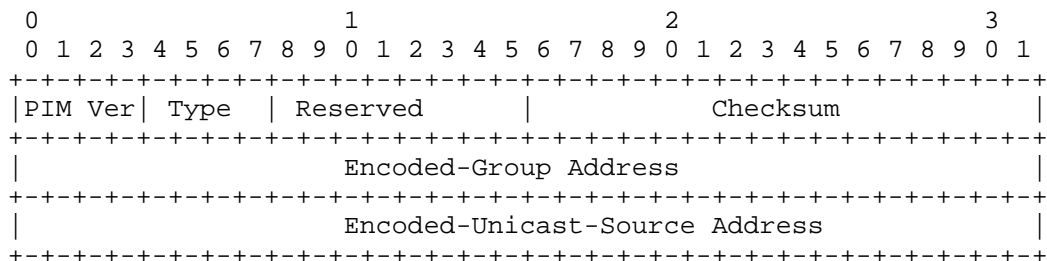 0                   1                   2                   3
 0 1 2 3 4 5 6 7 8 9 0 1 2 3 4 5 6 7 8 9 0 1 2 3 4 5 6 7 8 9 0 1
+-+-+-+-+-+-+-+-+-+-+-+-+-+-+-+-+-+-+-+-+-+-+-+-+-+-+-+-+-+-+-+-+
|PIM Ver| Type  | Reserved      |           Checksum            |
+-+-+-+-+-+-+-+-+-+-+-+-+-+-+-+-+-+-+-+-+-+-+-+-+-+-+-+-+-+-+-+-+
|                    Encoded-Group Address                      |
+-+-+-+-+-+-+-+-+-+-+-+-+-+-+-+-+-+-+-+-+-+-+-+-+-+-+-+-+-+-+-+-+
|                    Encoded-Unicast-Source Address             |
+-+-+-+-+-+-+-+-+-+-+-+-+-+-+-+-+-+-+-+-+-+-+-+-+-+-+-+-+-+-+-+-+